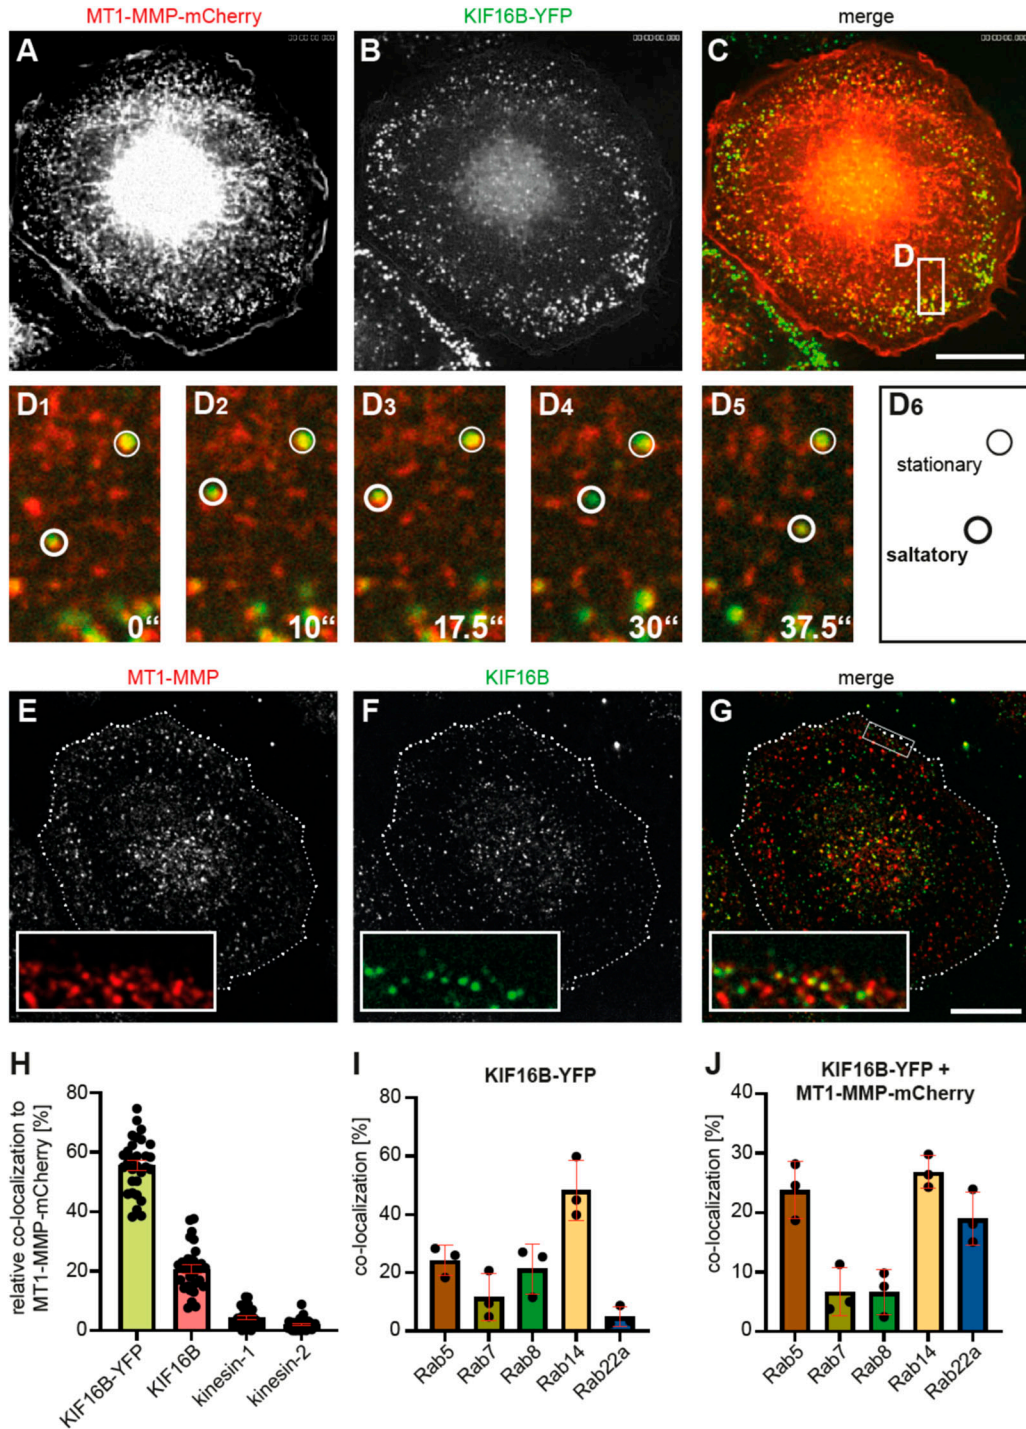 MT1-MMP-mCherry KIF16B-YFP merge
A B C
D
D1 D2 D3 D4 D5 D6
stationary
saltatory
0“ 10“ 17.5“ 30“ 37.5“
MT1-MMP KIF16B merge
E F G
H I J
KIF16B-YFP
KIF16B-YFP +
MT1-MMP-mCherry
relative co-localization to
MT1-MMP-mCherry [%]
80
60
40
20
0
KIF16B-YFP KIF16B kinesin-1 kinesin-2
co-localization [%]
80
60
40
20
0
Rab5 Rab7 Rab8 Rab14 Rab22a
co-localization [%]
40
30
20
10
0
Rab5 Rab7 Rab8 Rab14 Rab22a